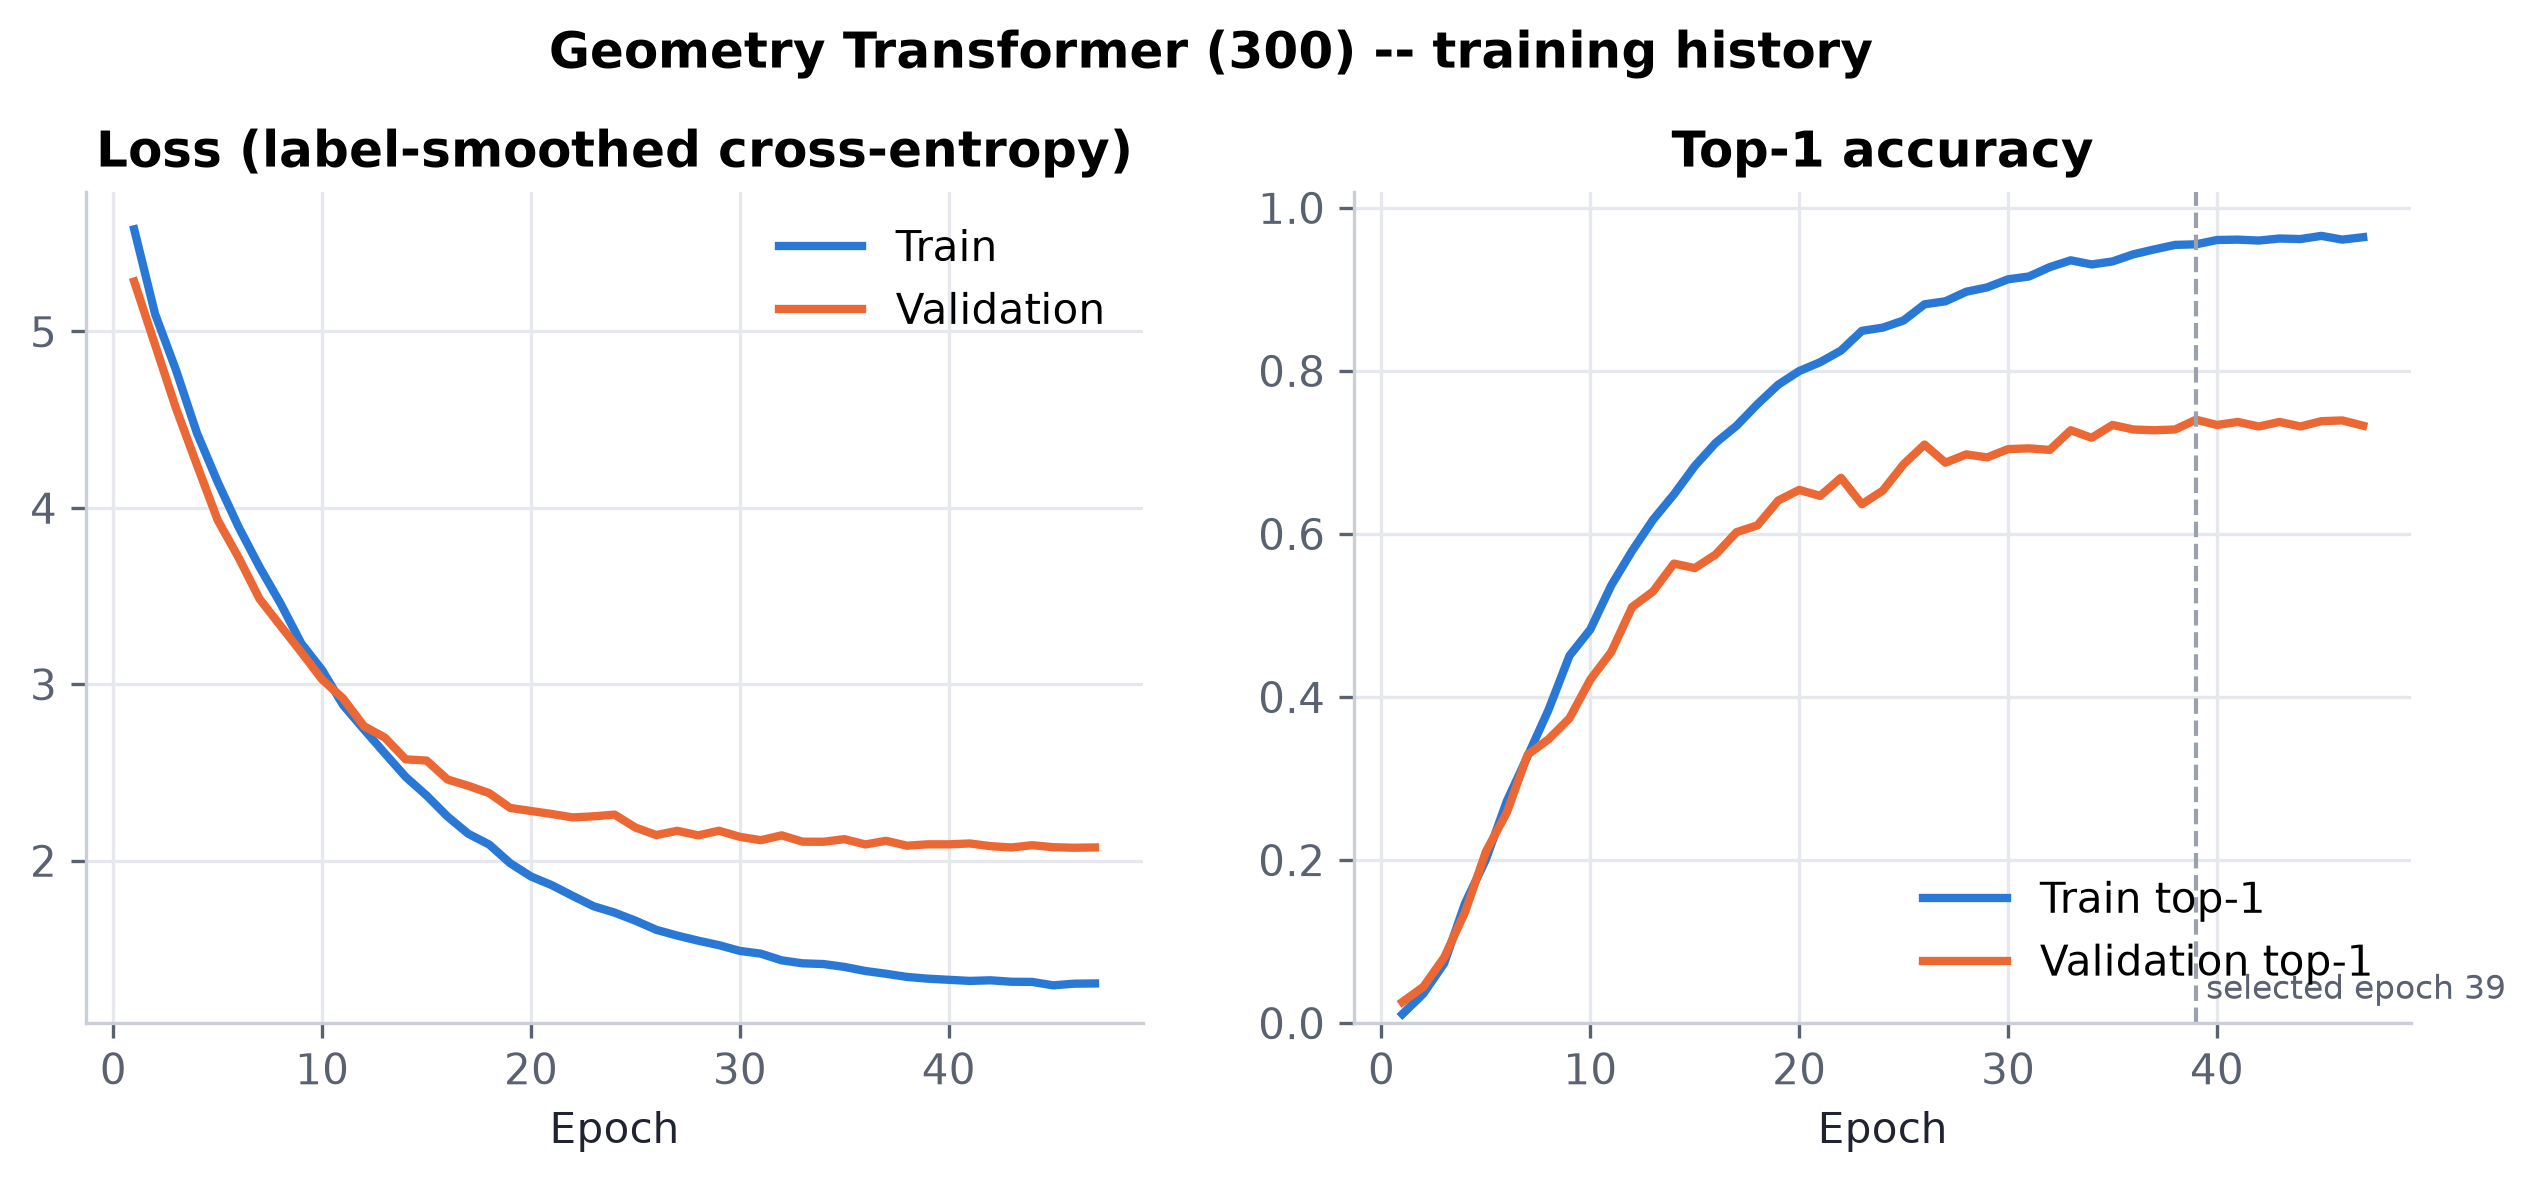 Geometry Transformer (300) -- training history
Loss (label-smoothed cross-entropy)
Train
Validation
5
4
3
2
0 10 20 30 40
Epoch
Top-1 accuracy
1.0
0.8
0.6
0.4
0.2
0.0
Train top-1
Validation top-1
selected epoch 39
0 10 20 30 40
Epoch